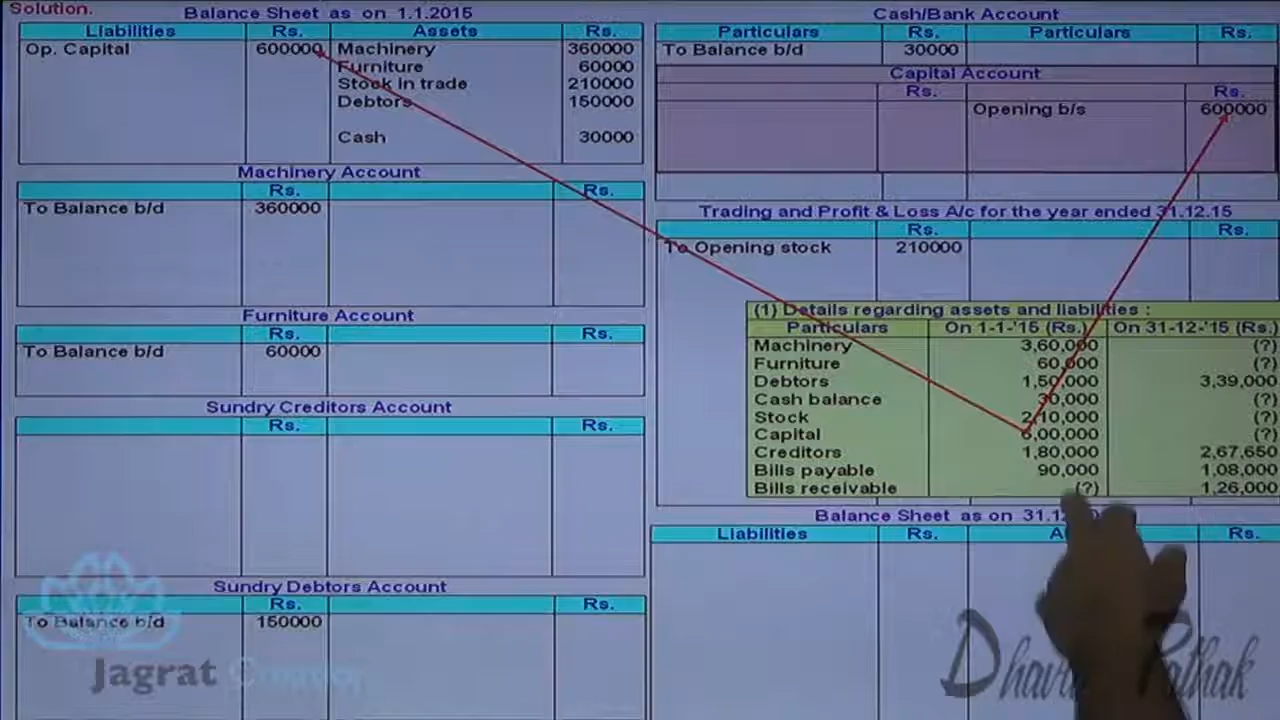 Solution.
Balance Sheet as on 1.1.2015
Liabilities Rs. Assets Rs.
Op. Capital 600000 Machinery 360000
Furniture 60000
Stock in trade 210000
Debtors 150000
Cash 30000
Machinery Account
Rs. Rs.
To Balance b/d 360000
Furniture Account
Rs. Rs.
To Balance b/d 60000
Sundry Creditors Account
Rs. Rs.
Sundry Debtors Account
Rs. Rs.
To Balance b/d 150000
Cash/Bank Account
Particulars Rs. Particulars Rs.
To Balance b/d 30000
Capital Account
Rs. Rs.
Opening b/s 600000
Trading and Profit & Loss A/c for the year ended 31.12.15
Rs. Rs.
To Opening stock 210000
(1) Details regarding assets and liabilities :
Particulars On 1-1-'15 (Rs.) On 31-12-'15 (Rs.)
Machinery 3,60,000 (?)
Furniture 60,000 (?)
Debtors 1,50,000 3,39,000
Cash balance 30,000 (?)
Stock 2,10,000 (?)
Capital 6,00,000 (?)
Creditors 1,80,000 2,67,650
Bills payable 90,000 1,08,000
Bills receivable (?) 1,26,000
Balance Sheet as on 31.1
Liabilities Rs. Rs.
Jagrat
Pathak